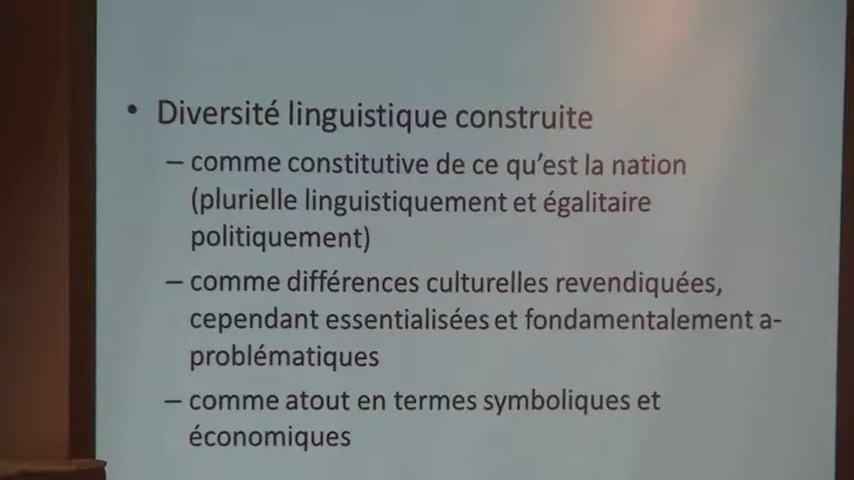 • Diversité linguistique construite
– comme constitutive de ce qu'est la nation
(plurielle linguistiquement et égalitaire
politiquement)
– comme différences culturelles revendiquées,
cependant essentialisées et fondamentalement a-
problématiques
– comme atout en termes symboliques et
économiques